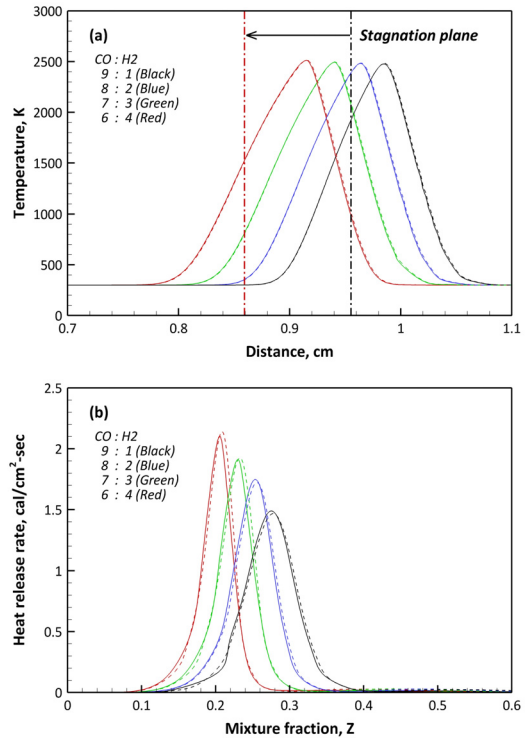 (a)
Stagnation plane
CO : H2
9 : 1 (Black)
8 : 2 (Blue)
7 : 3 (Green)
6 : 4 (Red)
Temperature, K
3000
2500
2000
1500
1000
500
0
0.7 0.8 0.9 1 1.1
Distance, cm
(b)
CO : H2
9 : 1 (Black)
8 : 2 (Blue)
7 : 3 (Green)
6 : 4 (Red)
Heat release rate, cal/cm²-sec
2.5
2
1.5
1
0.5
0
0 0.1 0.2 0.3 0.4 0.5 0.6
Mixture fraction, Z